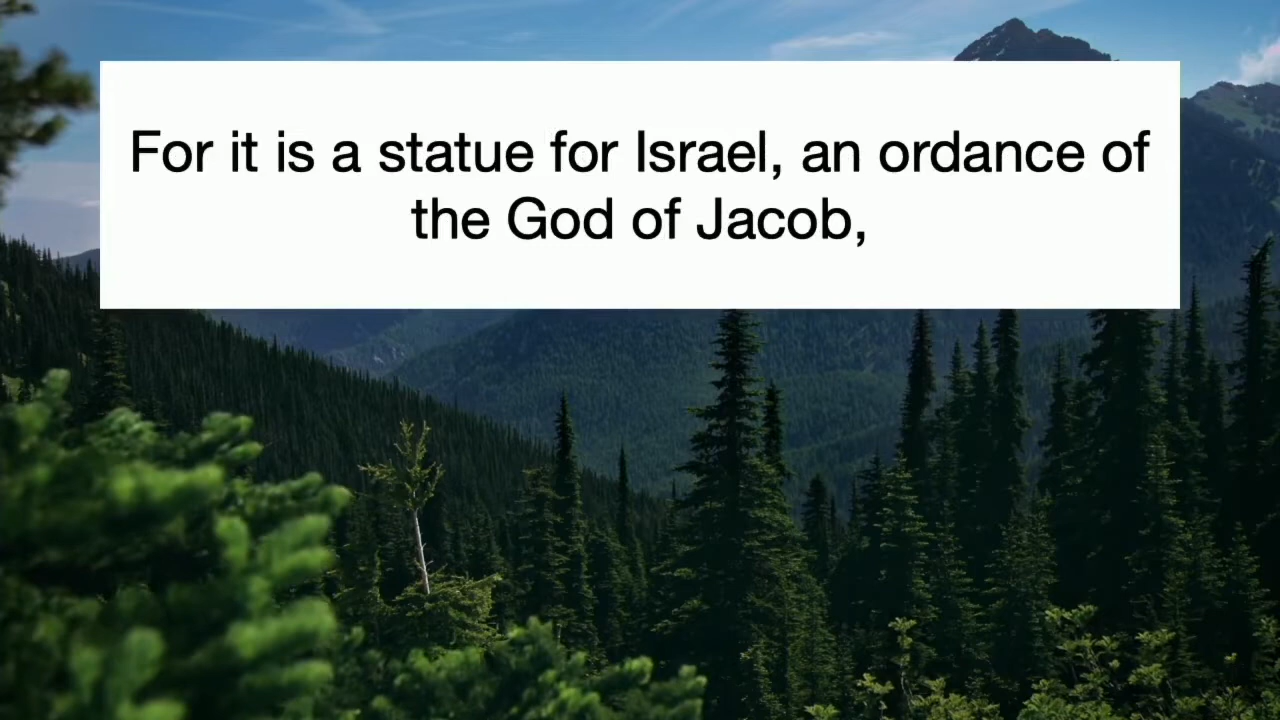 For it is a statue for Israel, an ordance of
the God of Jacob,